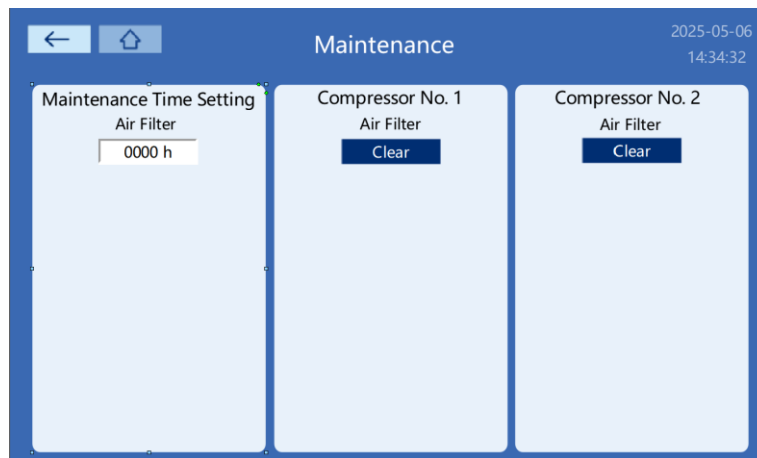 Maintenance
2025-05-06
14:34:32
Maintenance Time Setting
Air Filter
0000 h
Compressor No. 1
Air Filter
Clear
Compressor No. 2
Air Filter
Clear